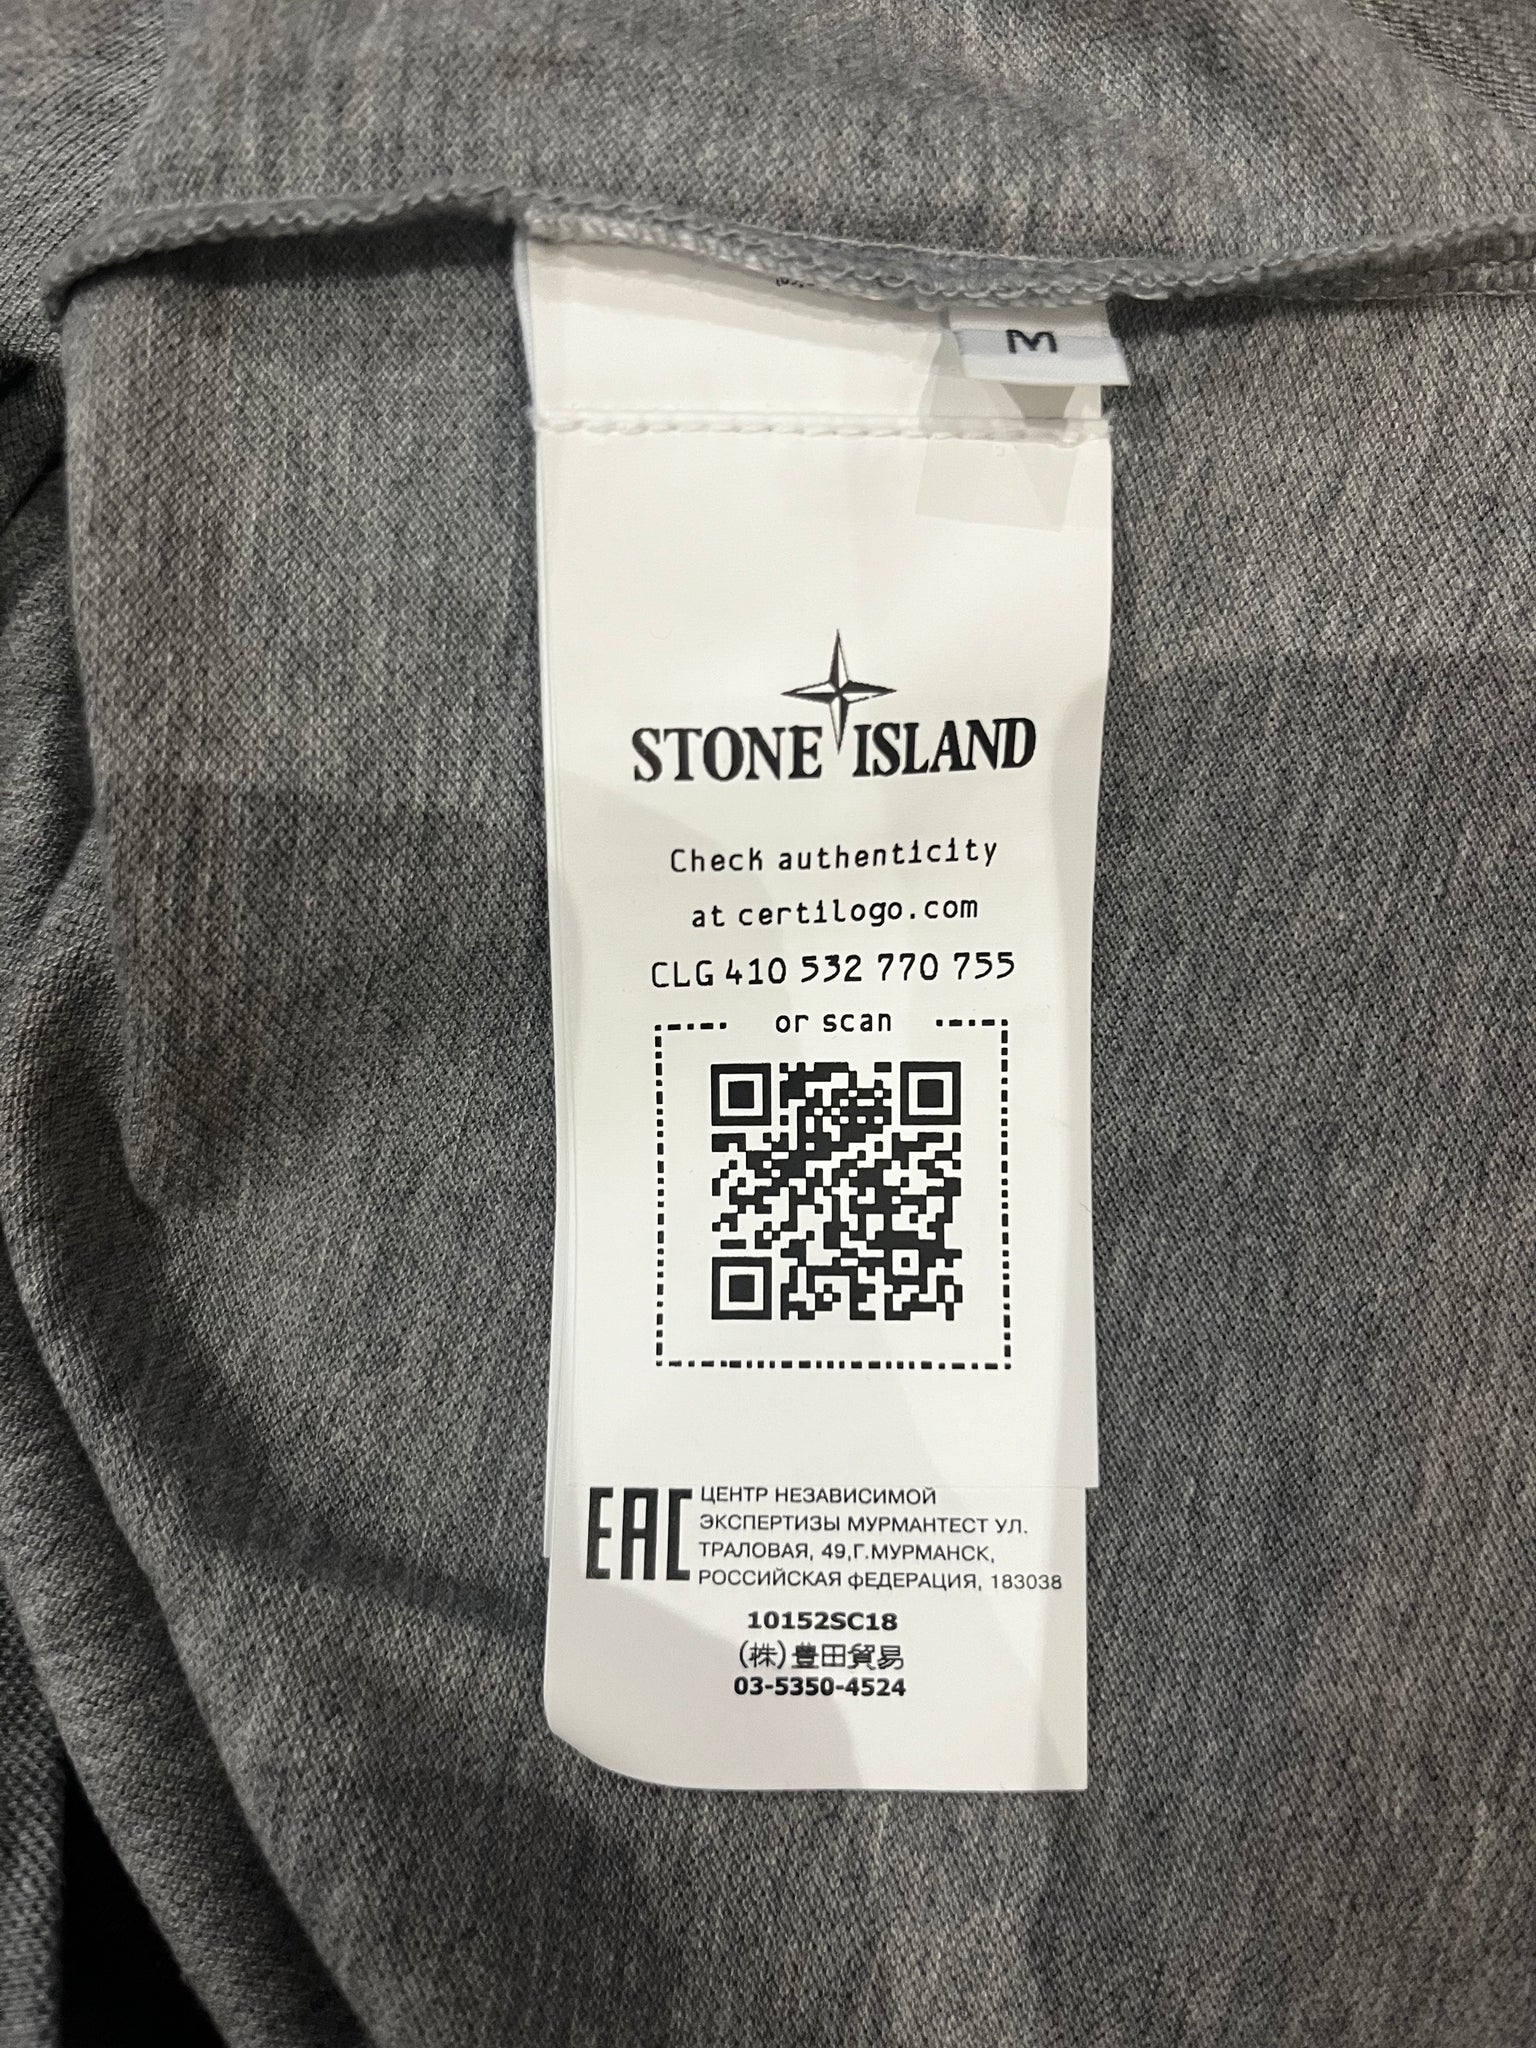 M
STONE ISLAND
Check authenticity
at certilogo.com
CLG 410 532 770 755
or scan
EAC
ЦЕНТР НЕЗАВИСИМОЙ
ЭКСПЕРТИЗЫ МУРМАНТЕСТ УЛ.
ТРАЛОВАЯ, 49,Г.МУРМАНСК,
РОССИЙСКАЯ ФЕДЕРАЦИЯ, 183038
10152SC18
(株)豊田貿易
03-5350-4524